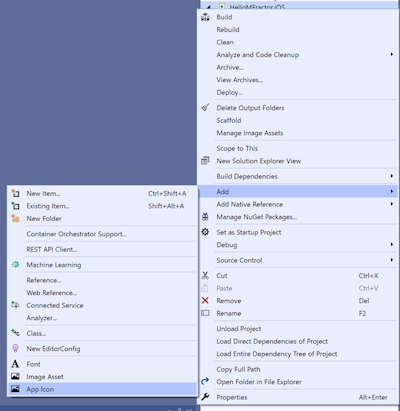 HelloMFractor.iOS
Build
Rebuild
Clean
Analyze and Code Cleanup
Archive...
View Archives...
Deploy...
Delete Output Folders
Scaffold
Manage Image Assets
Scope to This
New Solution Explorer View
Build Dependencies
Add
Add Native Reference
Manage NuGet Packages...
Set as Startup Project
Debug
Source Control
Cut Ctrl+X
Paste Ctrl+V
Remove Del
Rename F2
Unload Project
Load Direct Dependencies of Project
Load Entire Dependency Tree of Project
Copy Full Path
Open Folder in File Explorer
Properties Alt+Enter
New Item... Ctrl+Shift+A
Existing Item... Shift+Alt+A
New Folder
Container Orchestrator Support...
REST API Client...
Machine Learning
Reference...
Web Reference...
Connected Service
Analyzer...
Class...
New EditorConfig
Font
Image Asset
App Icon